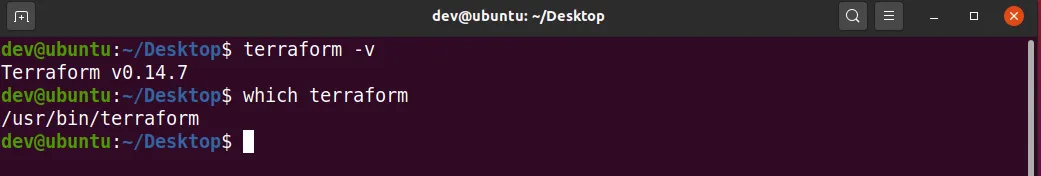 dev@ubuntu: ~/Desktop
dev@ubuntu:~/Desktop$ terraform -v
Terraform v0.14.7
dev@ubuntu:~/Desktop$ which terraform
/usr/bin/terraform
dev@ubuntu:~/Desktop$